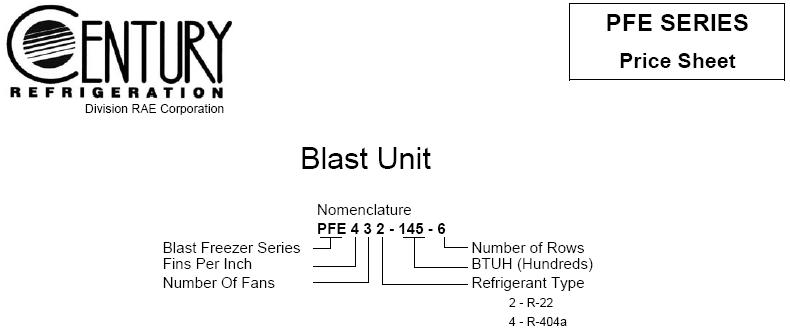 CENTURY
REFRIGERATION
Division RAE Corporation
PFE SERIES
Price Sheet
Blast Unit
Nomenclature
PFE 4 3 2 - 145 - 6
Blast Freezer Series
Number of Rows
Fins Per Inch
BTUH (Hundreds)
Number Of Fans
Refrigerant Type
2 - R-22
4 - R-404a